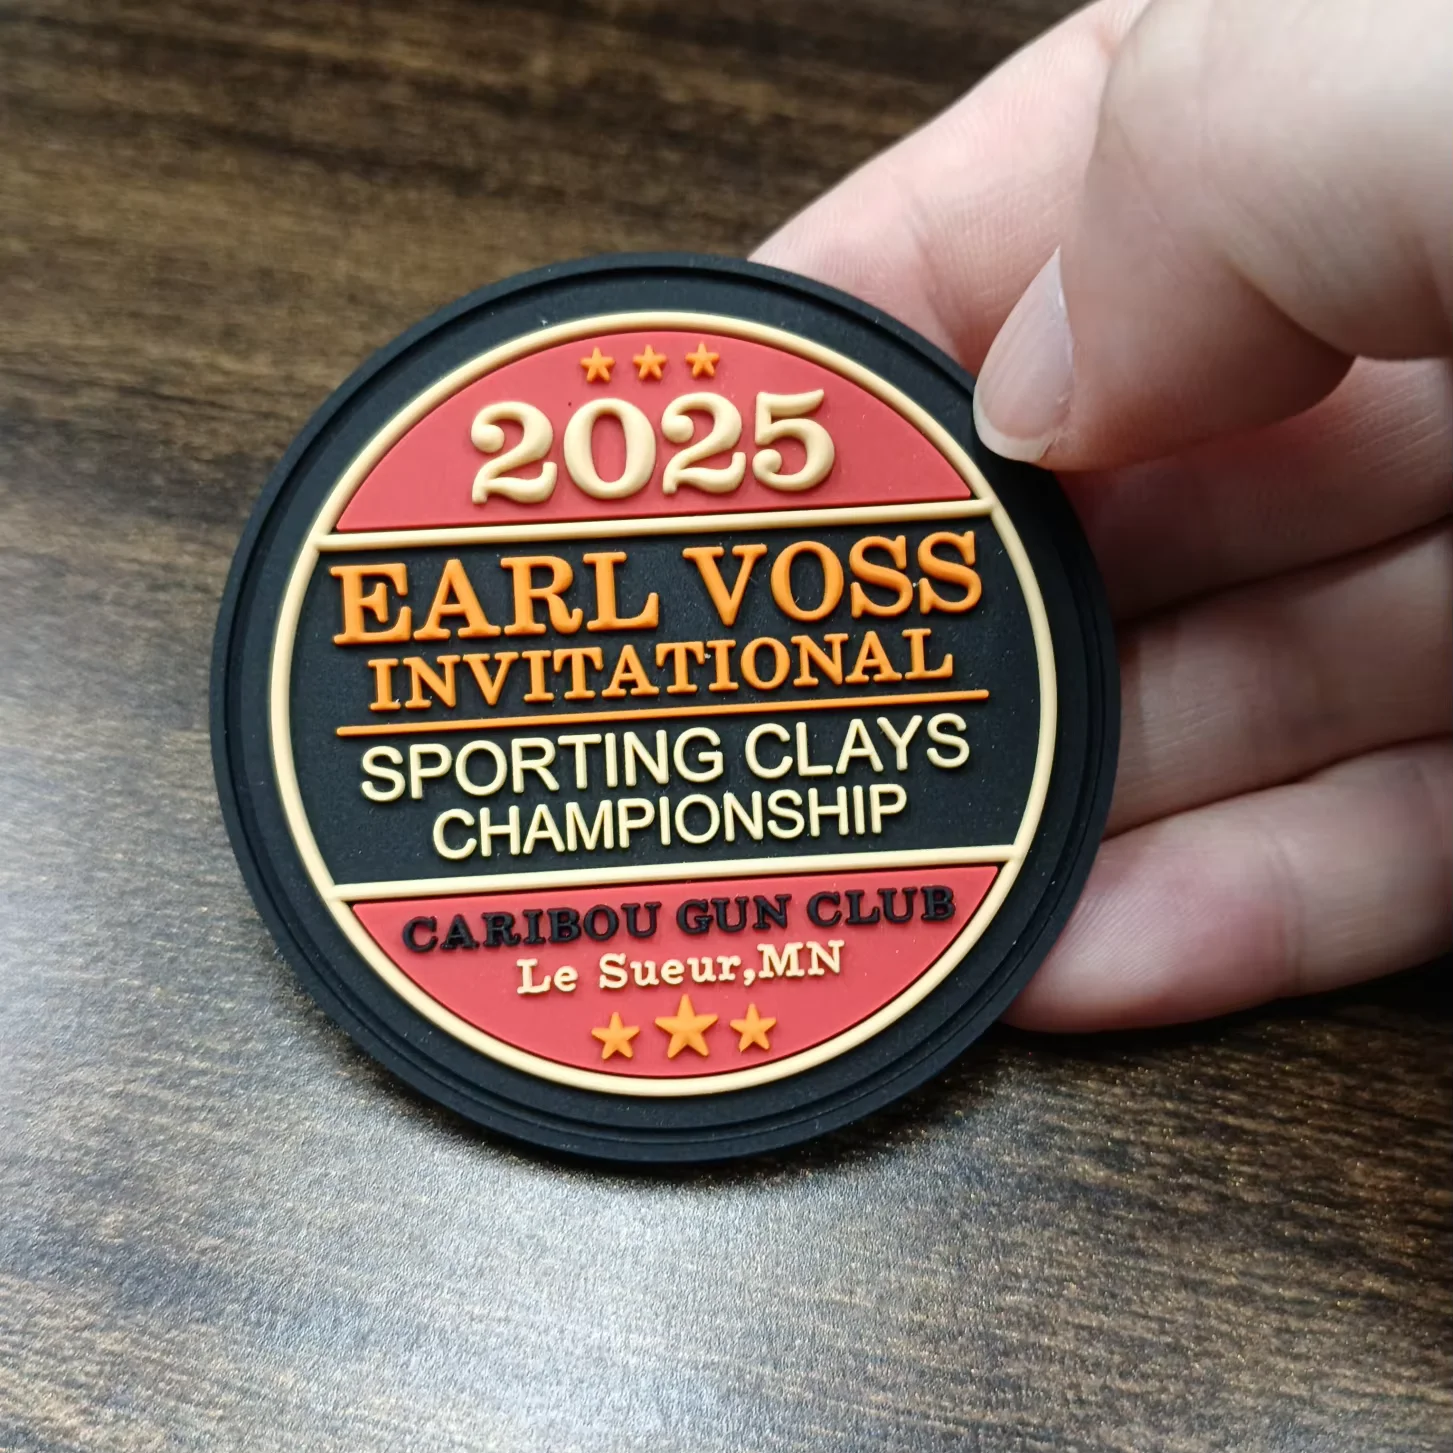 2025
EARL VOSS
INVITATIONAL
SPORTING CLAYS
CHAMPIONSHIP
CARIBOU GUN CLUB
Le Sueur,MN